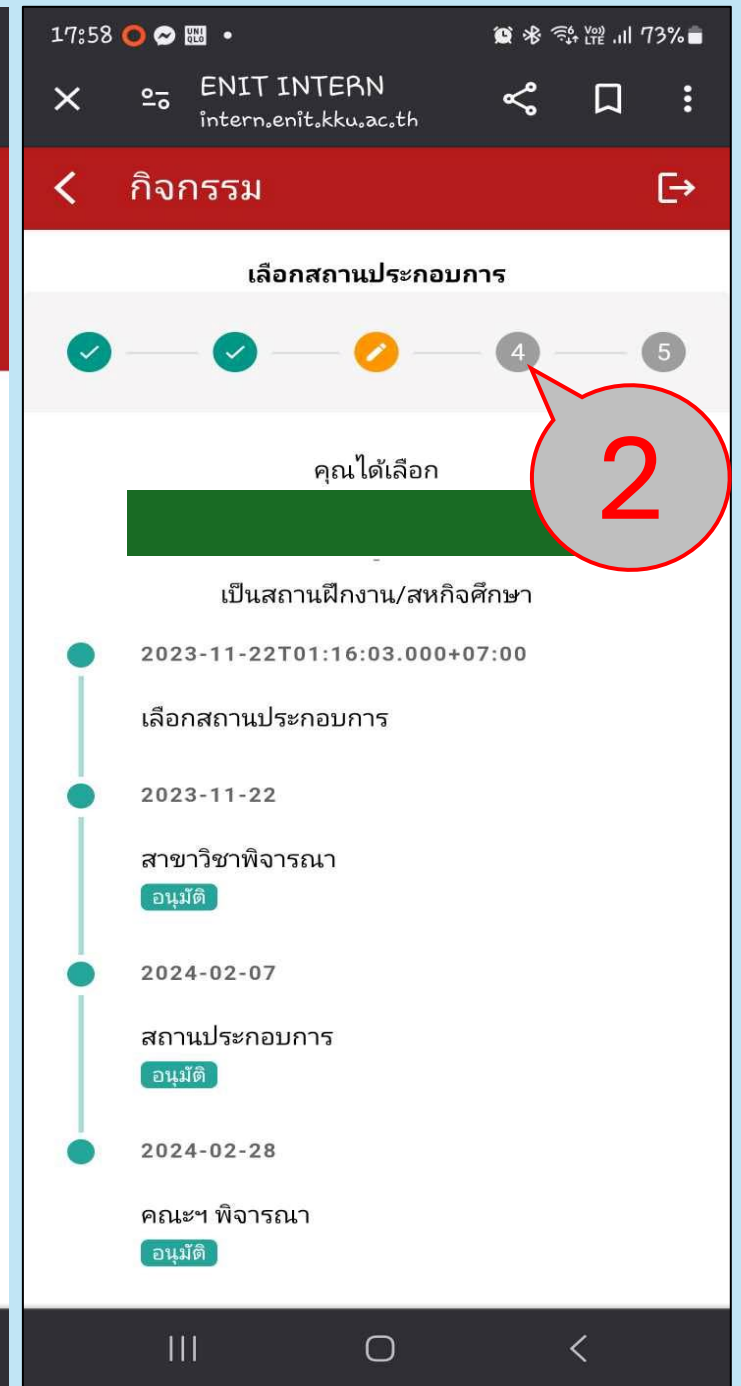 17:58
UNI
QLO
Vo))
LTE
73%
ENIT INTERN
intern.enit.kku.ac.th
กิจกรรม
เลือกสถานประกอบการ
4
5
2
คุณได้เลือก
เป็นสถานฝึกงาน/สหกิจศึกษา
2023-11-22T01:16:03.000+07:00
เลือกสถานประกอบการ
2023-11-22
สาขาวิชาพิจารณา
อนุมัติ
2024-02-07
สถานประกอบการ
อนุมัติ
2024-02-28
คณะฯ พิจารณา
อนุมัติ